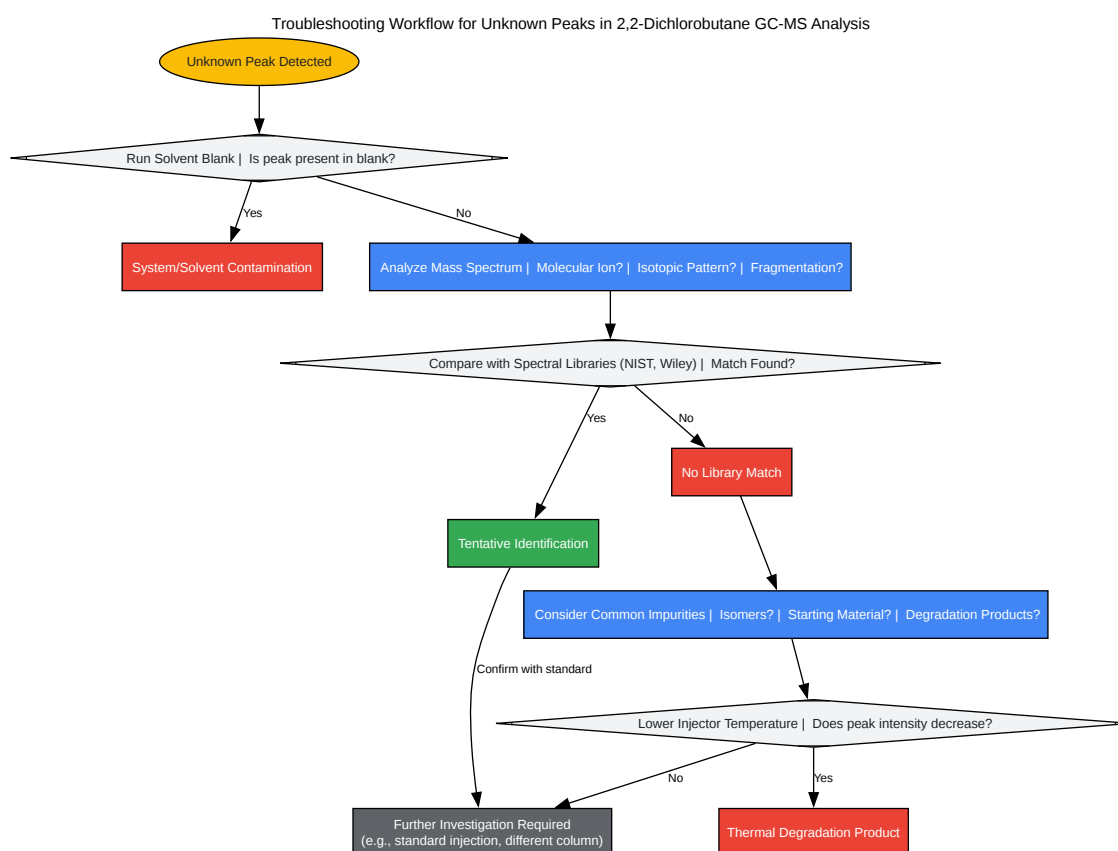 Troubleshooting Workflow for Unknown Peaks in 2,2-Dichlorobutane GC-MS Analysis
Unknown Peak Detected
Run Solvent Blank | Is peak present in blank?
Yes
No
System/Solvent Contamination
Analyze Mass Spectrum | Molecular Ion? | Isotopic Pattern? | Fragmentation?
Compare with Spectral Libraries (NIST, Wiley) | Match Found?
Yes
No
No Library Match
Tentative Identification
Consider Common Impurities | Isomers? | Starting Material? | Degradation Products?
Confirm with standard
Lower Injector Temperature | Does peak intensity decrease?
No
Yes
Further Investigation Required
(e.g., standard injection, different column)
Thermal Degradation Product